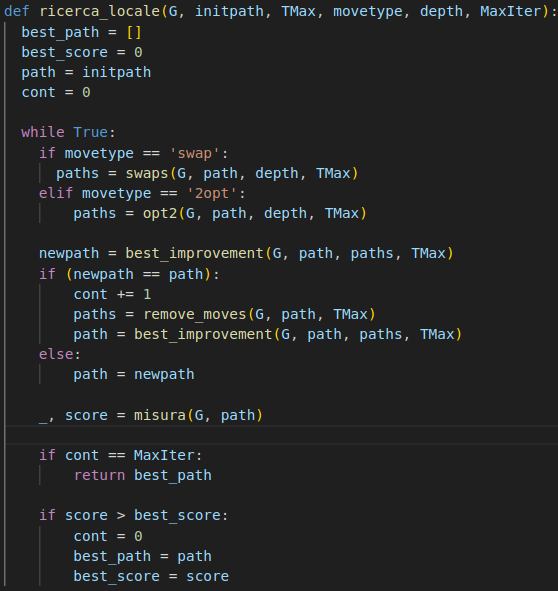 def ricerca_locale(G, initpath, TMax, movetype, depth, MaxIter):
  best_path = []
  best_score = 0
  path = initpath
  cont = 0

  while True:
    if movetype == 'swap':
      paths = swaps(G, path, depth, TMax)
    elif movetype == '2opt':
        paths = opt2(G, path, depth, TMax)

    newpath = best_improvement(G, path, paths, TMax)
    if (newpath == path):
        cont += 1
        paths = remove_moves(G, path, TMax)
        path = best_improvement(G, path, paths, TMax)
    else:
        path = newpath

    _, score = misura(G, path)

    if cont == MaxIter:
        return best_path

    if score > best_score:
        cont = 0
        best_path = path
        best_score = score